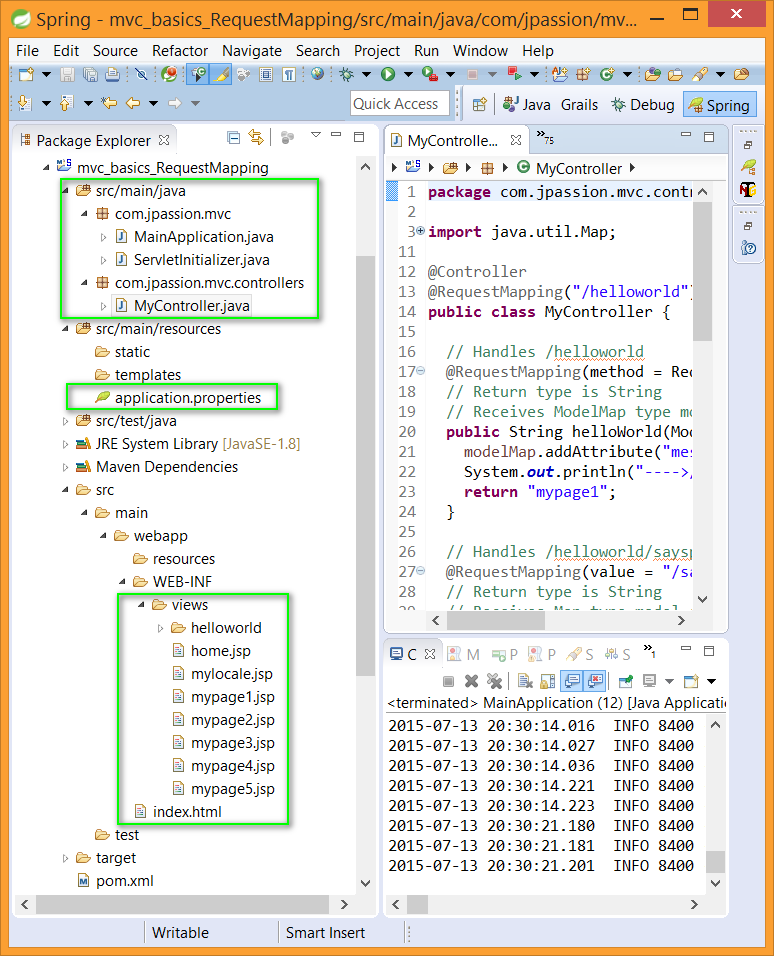 Spring - mvc_basics_RequestMapping/src/main/java/com/jpassion/mv...
File Edit Source Refactor Navigate Search Project Run Window Help
Quick Access
Java Grails Debug Spring
Package Explorer
mvc_basics_RequestMapping
src/main/java
com.jpassion.mvc
MainApplication.java
ServletInitializer.java
com.jpassion.mvc.controllers
MyController.java
src/main/resources
static
templates
application.properties
src/test/java
JRE System Library [JavaSE-1.8]
Maven Dependencies
src
main
webapp
resources
WEB-INF
views
helloworld
home.jsp
mylocale.jsp
mypage1.jsp
mypage2.jsp
mypage3.jsp
mypage4.jsp
mypage5.jsp
index.html
test
target
pom.xml
MyControlle... »75
MyController
1 package com.jpassion.mvc.contr
2
3 import java.util.Map;
11
12 @Controller
13 @RequestMapping("/helloworld")
14 public class MyController {
15
16 // Handles /helloworld
17 @RequestMapping(method = Req
18 // Return type is String
19 // Receives ModelMap type mo
20 public String helloWorld(Mod
21 modelMap.addAttribute("mes
22 System.out.println("---->/
23 return "mypage1";
24 }
25
26 // Handles /helloworld/saysp
27 @RequestMapping(value = "/sa
28 // Return type is String
29 // Receives Map type model
C M P P S S »1
<terminated> MainApplication (12) [Java Applicatio
2015-07-13 20:30:14.016 INFO 8400
2015-07-13 20:30:14.027 INFO 8400
2015-07-13 20:30:14.036 INFO 8400
2015-07-13 20:30:14.221 INFO 8400
2015-07-13 20:30:14.223 INFO 8400
2015-07-13 20:30:21.180 INFO 8400
2015-07-13 20:30:21.181 INFO 8400
2015-07-13 20:30:21.201 INFO 8400
Writable
Smart Insert